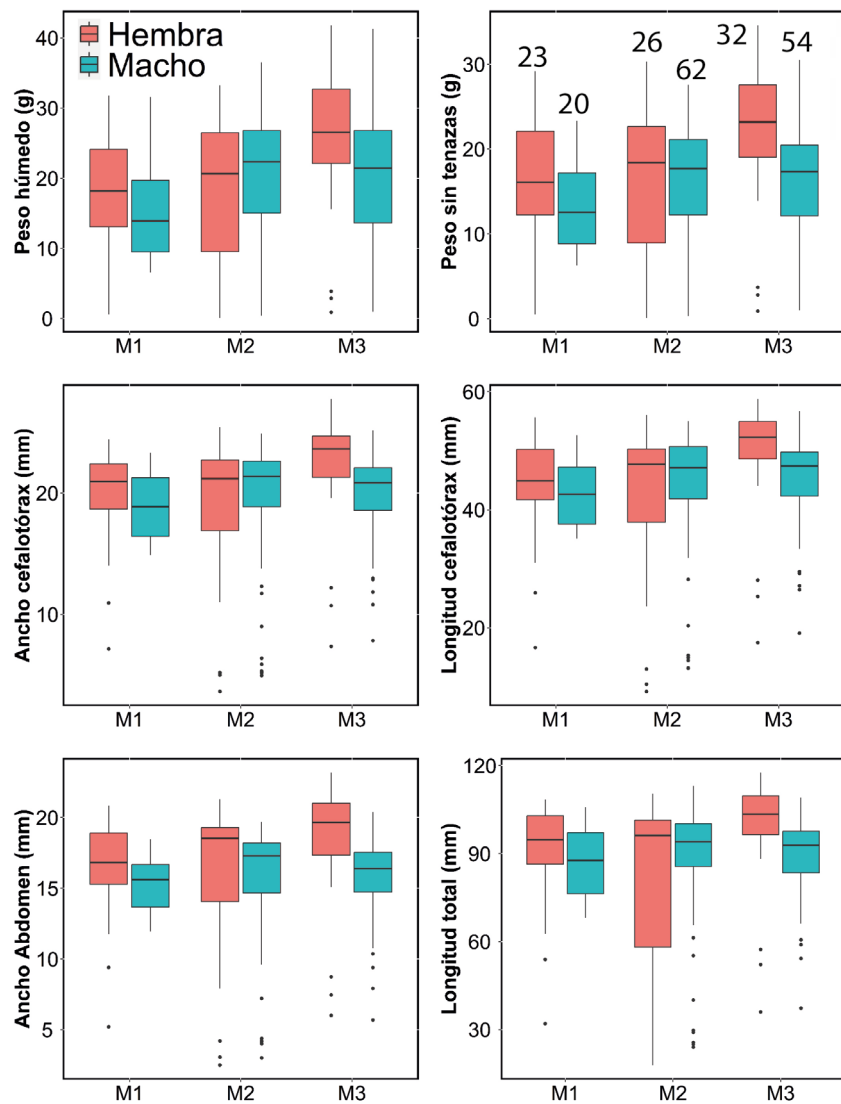 Hembra
Macho
Peso húmedo (g)
40
30
20
10
0
M1 M2 M3
23 20 26 62 32 54
Peso sin tenazas (g)
30
20
10
0
M1 M2 M3
Ancho cefalotórax (mm)
20
10
M1 M2 M3
Longitud cefalotórax (mm)
60
40
20
M1 M2 M3
Ancho Abdomen (mm)
20
15
10
5
M1 M2 M3
Longitud total (mm)
120
90
60
30
M1 M2 M3